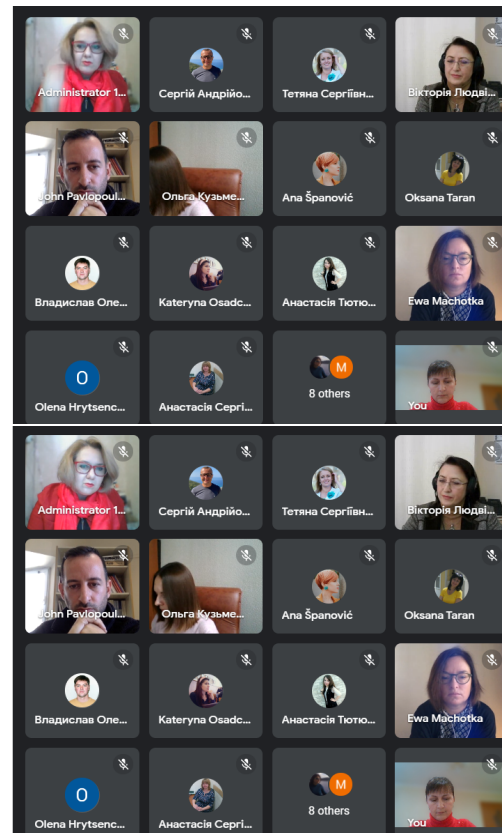 Administrator 1...
Сергій Андрійо...
Тетяна Сергіївн...
Вікторія Людві...
John Pavlopoul...
Ольга Кузьме...
Ana Španović
Oksana Taran
Владислав Оле...
Kateryna Osadc...
Анастасія Тютю...
Ewa Machotka
O
Olena Hrytsenc...
Анастасія Сергі...
M
8 others
You
Administrator 1...
Сергій Андрійо...
Тетяна Сергіївн...
Вікторія Людві...
John Pavlopoul...
Ольга Кузьме...
Ana Španović
Oksana Taran
Владислав Оле...
Kateryna Osadc...
Анастасія Тютю...
Ewa Machotka
O
Olena Hrytsenc...
Анастасія Сергі...
M
8 others
You